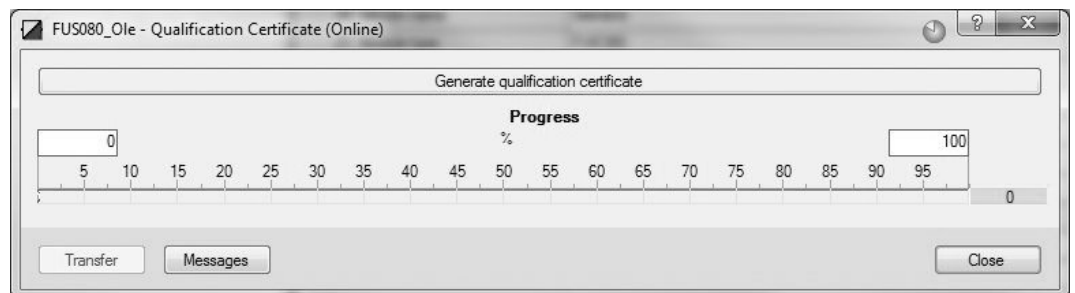 FUS080_Ole - Qualification Certificate (Online)
?
X
Generate qualification certificate
Progress
%
0
100
5 10 15 20 25 30 35 40 45 50 55 60 65 70 75 80 85 90 95
0
Transfer
Messages
Close